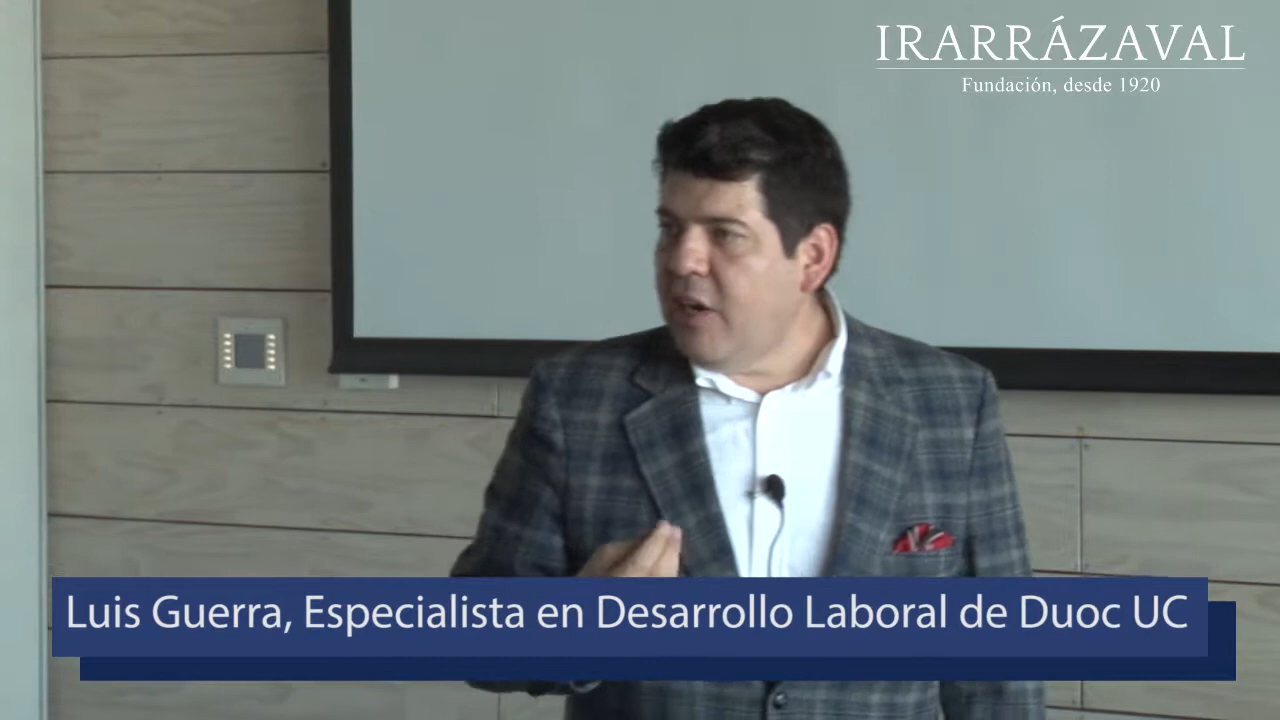 IRARRÁZAVAL
Fundación, desde 1920
Luis Guerra, Especialista en Desarrollo Laboral de Duoc UC